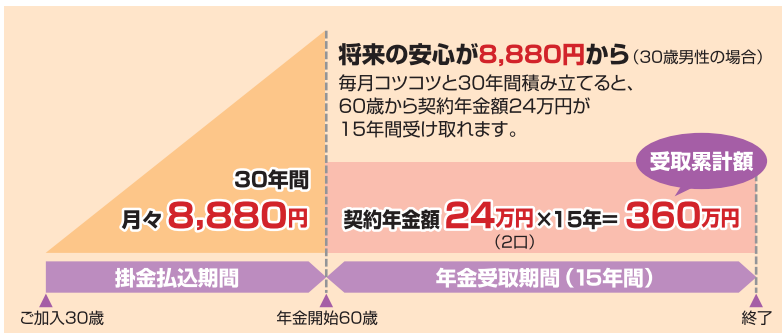 将来の安心が8,880円から（30歳男性の場合）
毎月コツコツと30年間積み立てると、
60歳から契約年金額24万円が
15年間受け取れます。
受取累計額
30年間
月々8,880円
契約年金額24万円×15年=360万円
（2口）
掛金払込期間
年金受取期間（15年間）
ご加入30歳
年金開始60歳
終了